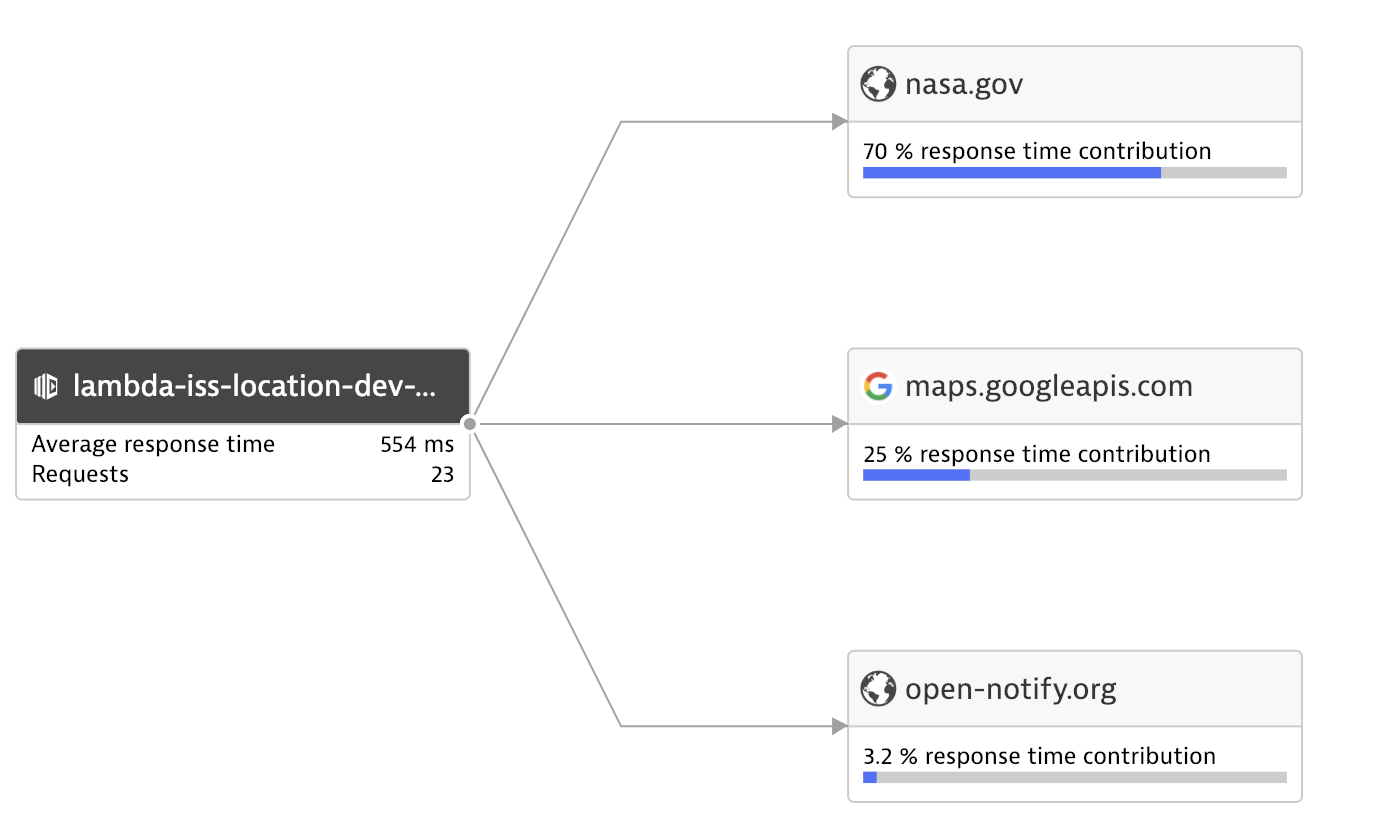 nasa.gov
70 % response time contribution
lambda-iss-location-dev-...
Average response time 554 ms
Requests 23
maps.googleapis.com
25 % response time contribution
open-notify.org
3.2 % response time contribution